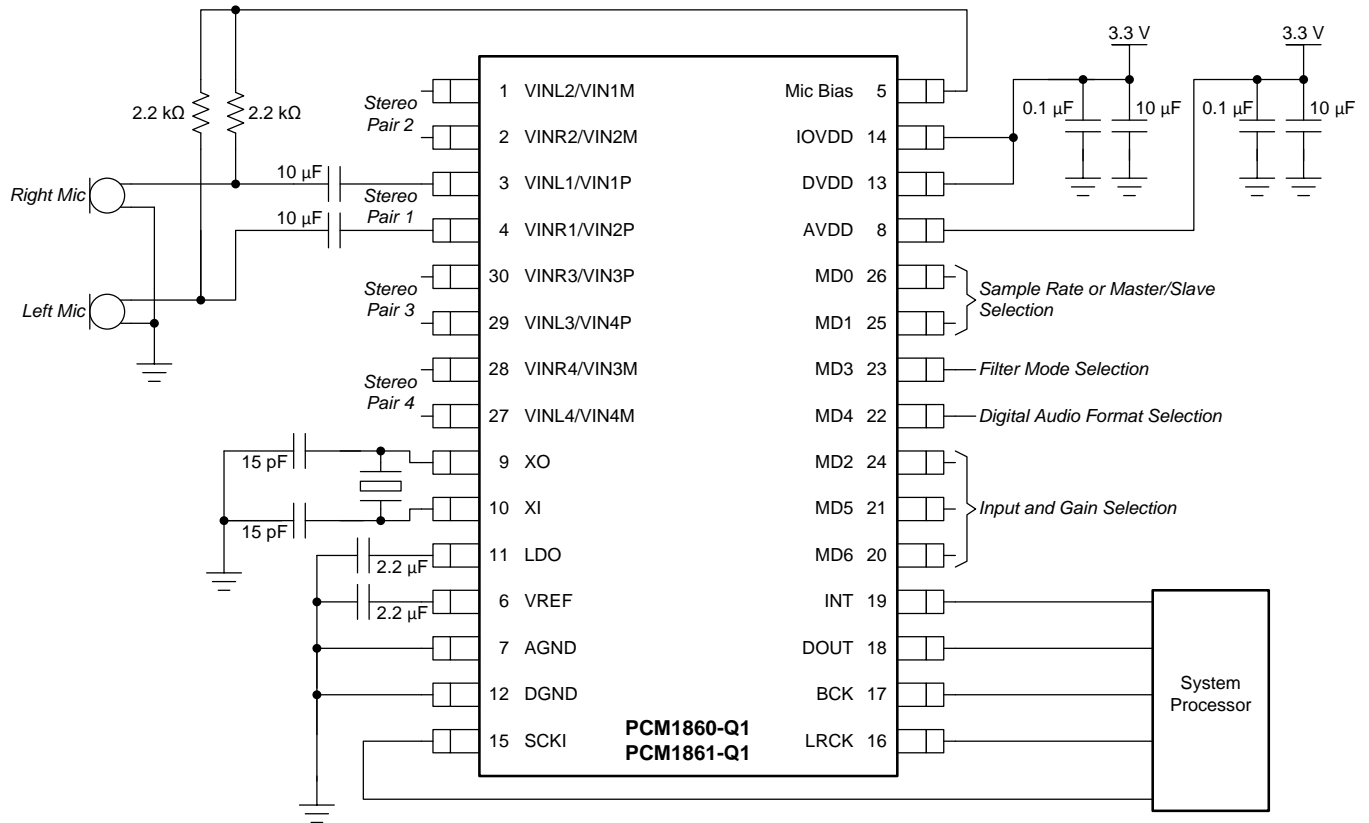 3.3 V
3.3 V
0.1 µF
10 µF
0.1 µF
10 µF
2.2 kΩ
2.2 kΩ
Right Mic
Left Mic
10 µF
10 µF
Stereo
Pair 2
Stereo
Pair 1
Stereo
Pair 3
Stereo
Pair 4
15 pF
15 pF
2.2 µF
2.2 µF
1 VINL2/VIN1M
2 VINR2/VIN2M
3 VINL1/VIN1P
4 VINR1/VIN2P
30 VINR3/VIN3P
29 VINL3/VIN4P
28 VINR4/VIN3M
27 VINL4/VIN4M
9 XO
10 XI
11 LDO
6 VREF
7 AGND
12 DGND
15 SCKI
Mic Bias 5
IOVDD 14
DVDD 13
AVDD 8
MD0 26
MD1 25
MD3 23
MD4 22
MD2 24
MD5 21
MD6 20
INT 19
DOUT 18
BCK 17
LRCK 16
PCM1860-Q1
PCM1861-Q1
Sample Rate or Master/Slave
Selection
Filter Mode Selection
Digital Audio Format Selection
Input and Gain Selection
System
Processor